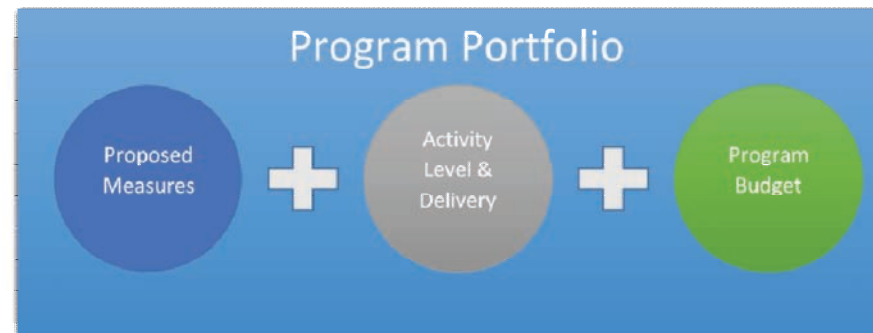 Program Portfolio
Proposed
Measures
Activity
Level &
Delivery
Program
Budget